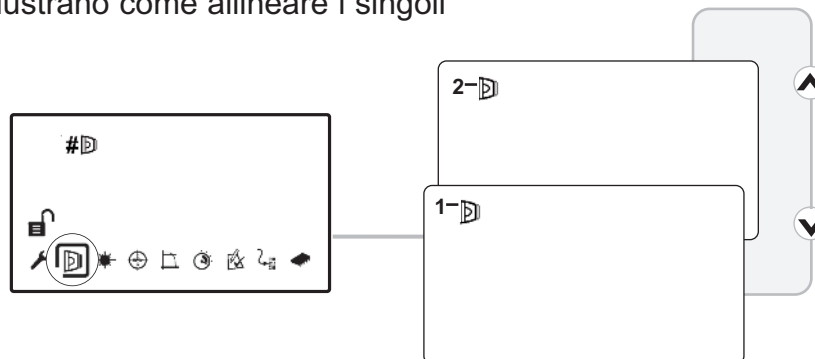 lustrano come allineare i singoli
2–
#
1–